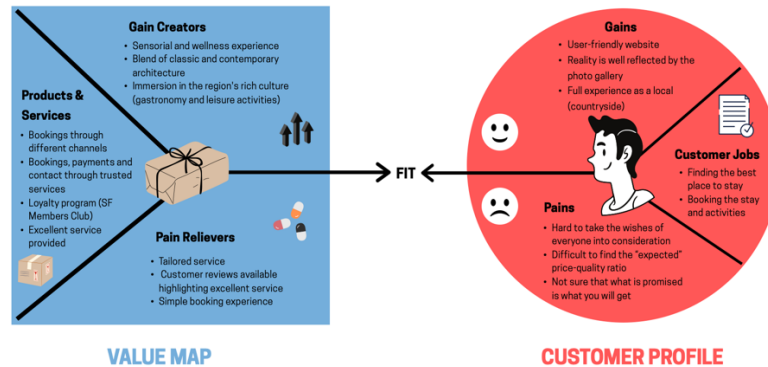 Gain Creators
• Sensorial and wellness experience
• Blend of classic and contemporary
architecture
• Immersion in the region's rich culture
(gastronomy and leisure activities)
Products &
Services
• Bookings through
different channels
• Bookings, payments and
contact through trusted
services
• Loyalty program (SF
Members Club)
• Excellent service
provided
Pain Relievers
• Tailored service
• Customer reviews available
highlighting excellent service
• Simple booking experience
FIT
Gains
• User-friendly website
• Reality is well reflected by the
photo gallery
• Full experience as a local
(countryside)
Customer Jobs
• Finding the best
place to stay
• Booking the stay
and activities
Pains
• Hard to take the wishes of
everyone into consideration
• Difficult to find the "expected"
price-quality ratio
• Not sure that what is promised
is what you will get
VALUE MAP
CUSTOMER PROFILE